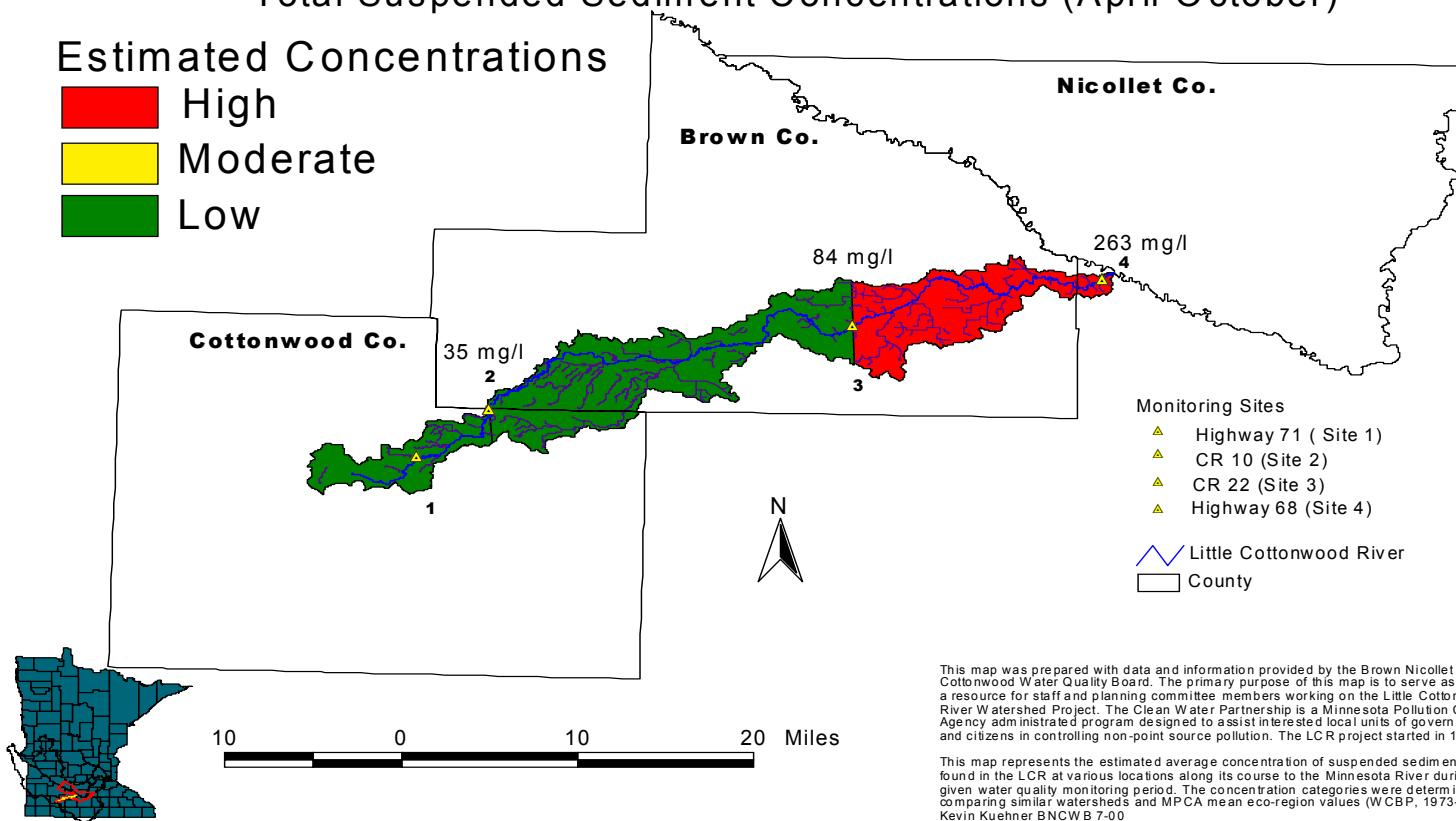 Total Suspended Sediment Concentrations (April-October)
Estimated Concentrations
High
Moderate
Low
Nicollet Co.
Brown Co.
263 mg/l
4
84 mg/l
Cottonwood Co.
35 mg/l
2
3
1
Monitoring Sites
Highway 71 ( Site 1)
CR 10 (Site 2)
CR 22 (Site 3)
Highway 68 (Site 4)
N
Little Cottonwood River
County
10 0 10 20 Miles
This map was prepared with data and information provided by the Brown Nicollet
Cottonwood Water Quality Board. The primary purpose of this map is to serve as
a resource for staff and planning committee members working on the Little
River Watershed Project. The Clean Water Partnership is a Minnesota Pollution
Agency administrated program designed to assist interested local units of
and citizens in controlling non-point source pollution. The LCR project started in
This map represents the estimated average concentration of suspended
found in the LCR at various locations along its course to the Minnesota River
given water quality monitoring period. The concentration categories were
comparing similar watersheds and MPCA mean eco-region values (WCBP, 1973-
Kevin Kuehner BNCWB 7-00